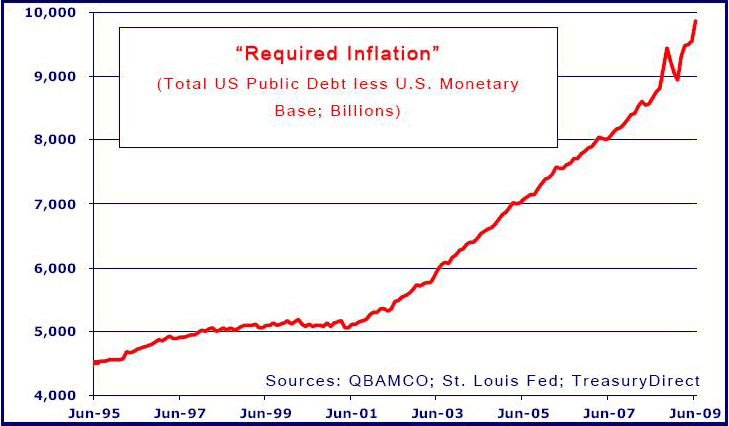 10,000
“Required Inflation”
(Total US Public Debt less U.S. Monetary
Base; Billions)
9,000
8,000
7,000
6,000
5,000
4,000
Sources: QBAMCO; St. Louis Fed; TreasuryDirect
Jun-95 Jun-97 Jun-99 Jun-01 Jun-03 Jun-05 Jun-07 Jun-09